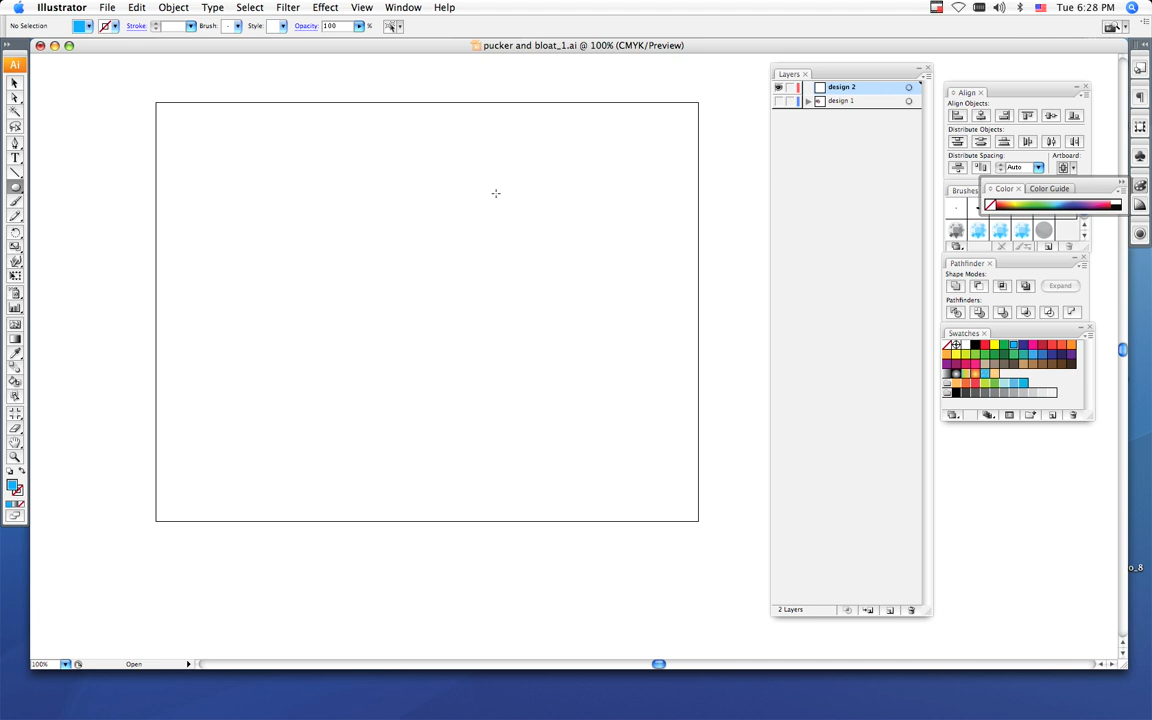 Illustrator File Edit Object Type Select Filter Effect View Window Help
Tue 6:28 PM
No Selection
Stroke:
Brush:
Style:
Opacity: 100 %
pucker and bloat_1.ai @ 100% (CMYK/Preview)
Ai
Layers
design 2
design 1
2 Layers
Align
Align Objects:
Distribute Objects:
Distribute Spacing:
Artboard:
Auto
Color
Color Guide
Brushes
Pathfinder
Shape Modes:
Expand
Pathfinders:
Swatches
o_8
100%
Open